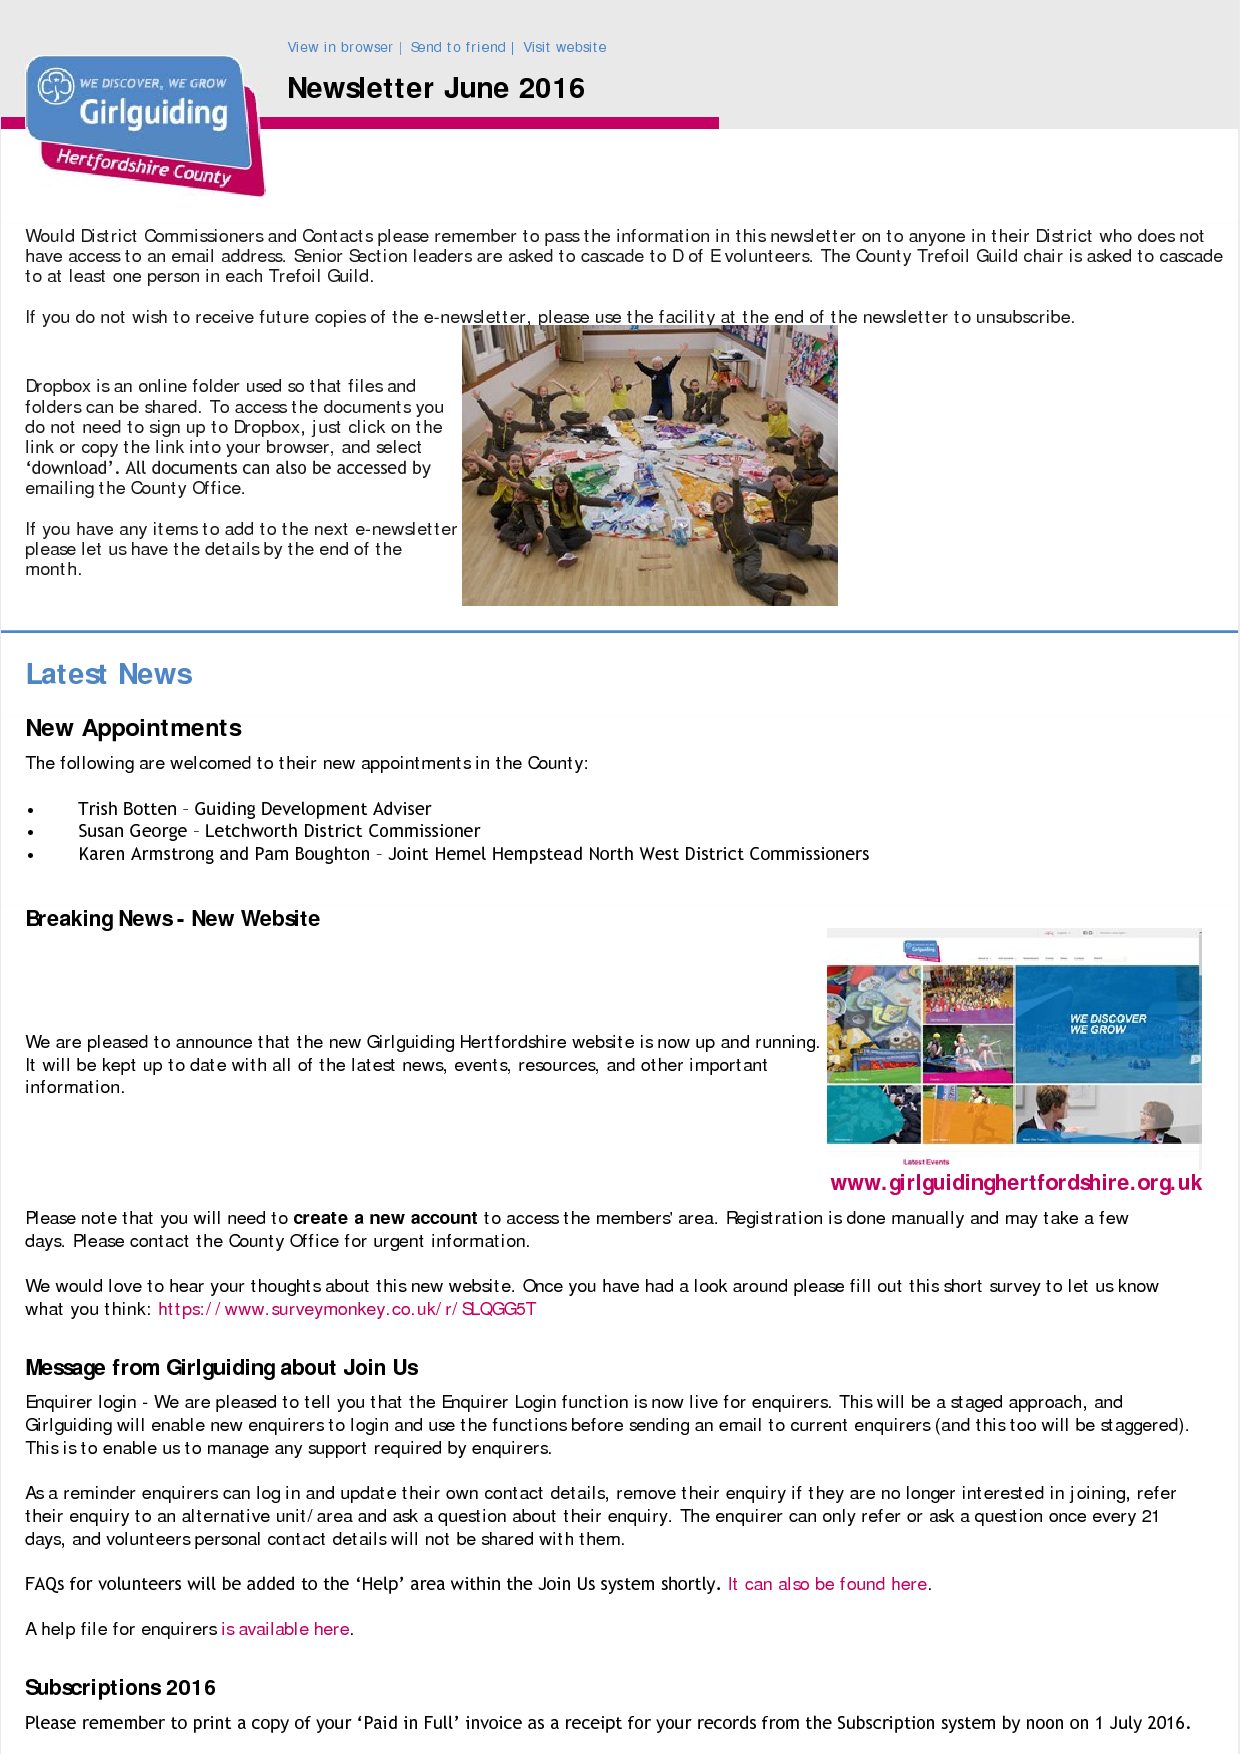 View in browser | Send to friend | Visit website
Newsletter June 2016
WE DISCOVER, WE GROW
Girlguiding
Hertfordshire County
Would District Commissioners and Contacts please remember to pass the information in this newsletter on to anyone in their District who does not
have access to an email address. Senior Section leaders are asked to cascade to D of E volunteers. The County Trefoil Guild chair is asked to cascade
to at least one person in each Trefoil Guild.
If you do not wish to receive future copies of the e-newsletter, please use the facility at the end of the newsletter to unsubscribe.
Dropbox is an online folder used so that files and
folders can be shared. To access the documents you
do not need to sign up to Dropbox, just click on the
link or copy the link into your browser, and select
‘download’. All documents can also be accessed by
emailing the County Office.
If you have any items to add to the next e-newsletter
please let us have the details by the end of the
month.
Latest News
New Appointments
The following are welcomed to their new appointments in the County:
• Trish Botten – Guiding Development Adviser
• Susan George – Letchworth District Commissioner
• Karen Armstrong and Pam Boughton – Joint Hemel Hempstead North West District Commissioners
Breaking News - New Website
We are pleased to announce that the new Girlguiding Hertfordshire website is now up and running.
It will be kept up to date with all of the latest news, events, resources, and other important
information.
Girlguiding
WE DISCOVER
WE GROW
Latest Events
www.girlguidinghertfordshire.org.uk
Please note that you will need to create a new account to access the members' area. Registration is done manually and may take a few
days. Please contact the County Office for urgent information.
We would love to hear your thoughts about this new website. Once you have had a look around please fill out this short survey to let us know
what you think: https://www.surveymonkey.co.uk/r/SLQGG5T
Message from Girlguiding about Join Us
Enquirer login - We are pleased to tell you that the Enquirer Login function is now live for enquirers. This will be a staged approach, and
Girlguiding will enable new enquirers to login and use the functions before sending an email to current enquirers (and this too will be staggered).
This is to enable us to manage any support required by enquirers.
As a reminder enquirers can log in and update their own contact details, remove their enquiry if they are no longer interested in joining, refer
their enquiry to an alternative unit/area and ask a question about their enquiry. The enquirer can only refer or ask a question once every 21
days, and volunteers personal contact details will not be shared with them.
FAQs for volunteers will be added to the ‘Help’ area within the Join Us system shortly. It can also be found here.
A help file for enquirers is available here.
Subscriptions 2016
Please remember to print a copy of your ‘Paid in Full’ invoice as a receipt for your records from the Subscription system by noon on 1 July 2016.